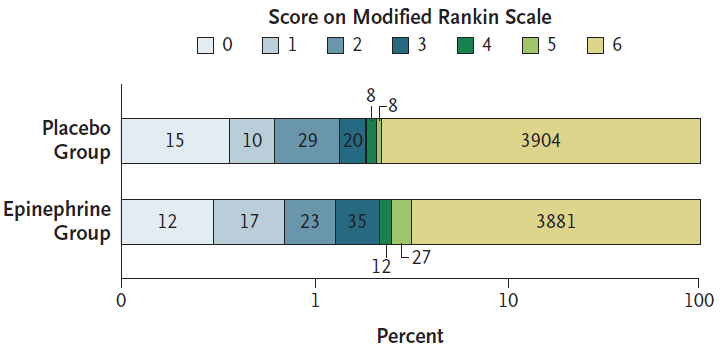 Score on Modified Rankin Scale
0 1 2 3 4 5 6
8
8
Placebo
Group
15 10 29 20 3904
Epinephrine
Group
12 17 23 35 3881
12
27
0 1 10 100
Percent